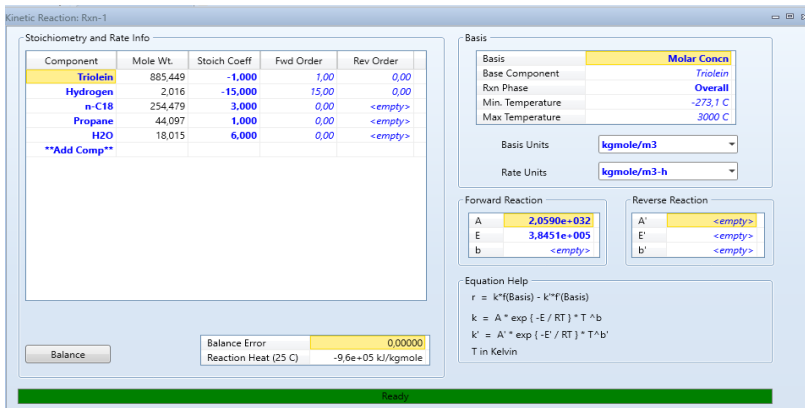 Kinetic Reaction: Rxn-1
Stoichiometry and Rate Info
Component Mole Wt. Stoich Coeff Fwd Order Rev Order
Triolein 885,449 -1,000 1,00 0,00
Hydrogen 2,016 -15,000 15,00 0,00
n-C18 254,479 3,000 0,00 <empty>
Propane 44,097 1,000 0,00 <empty>
H2O 18,015 6,000 0,00 <empty>
**Add Comp**
Balance
Balance Error 0,00000
Reaction Heat (25 C) -9,6e+05 kJ/kgmole
Basis
Basis Molar Concn
Base Component Triolein
Rxn Phase Overall
Min. Temperature -273,1 C
Max Temperature 3000 C
Basis Units kgmole/m3
Rate Units kgmole/m3-h
Forward Reaction
A 2,0590e+032
E 3,8451e+005
b <empty>
Reverse Reaction
A' <empty>
E' <empty>
b' <empty>
Equation Help
r = k*f(Basis) - k'*f'(Basis)
k = A * exp { -E / RT } * T ^b
k' = A' * exp { -E' / RT } * T^b'
T in Kelvin
Ready